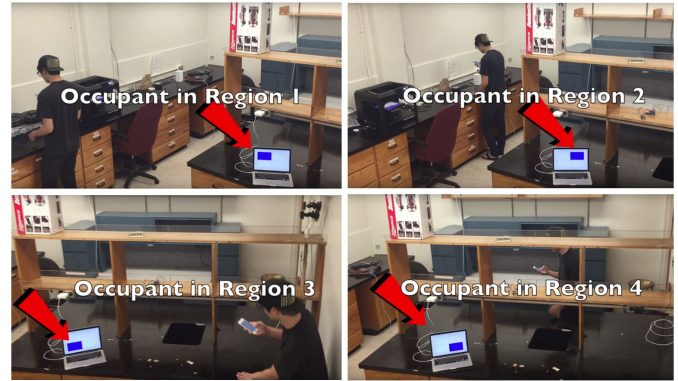 Occupant in Region 1
Occupant in Region 2
Occupant in Region 3
Occupant in Region 4